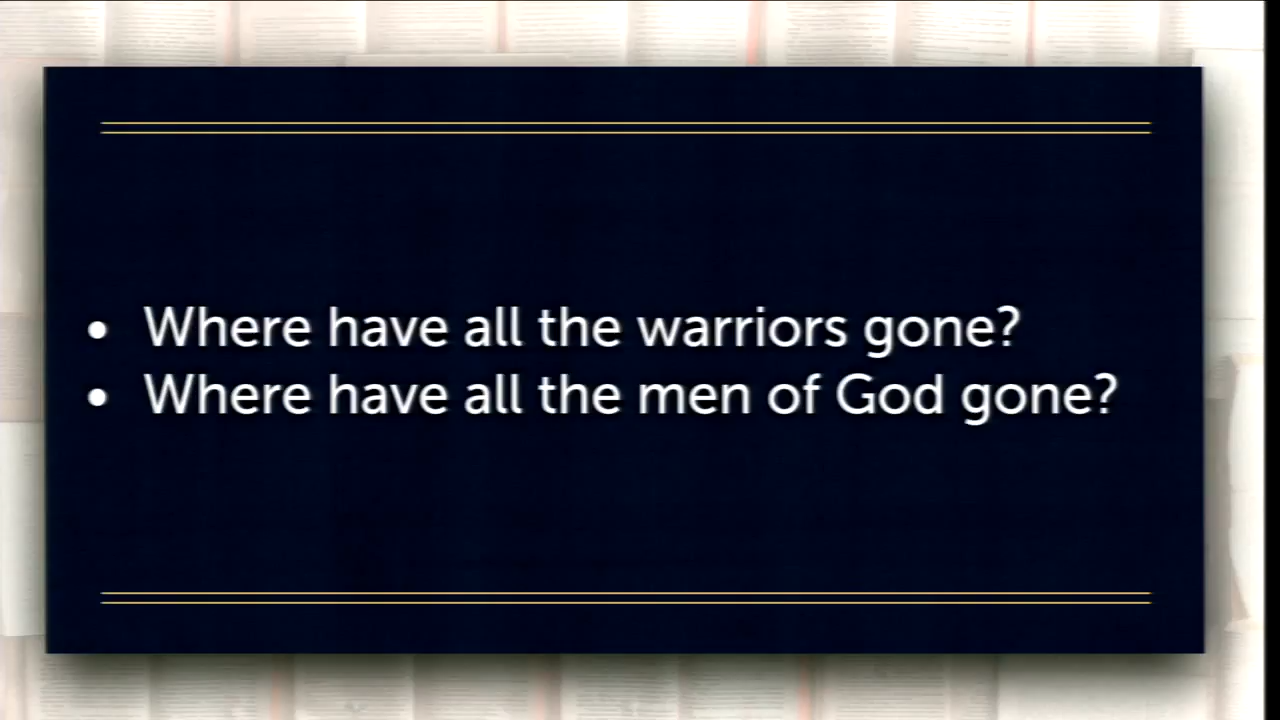 • Where have all the warriors gone?
• Where have all the men of God gone?